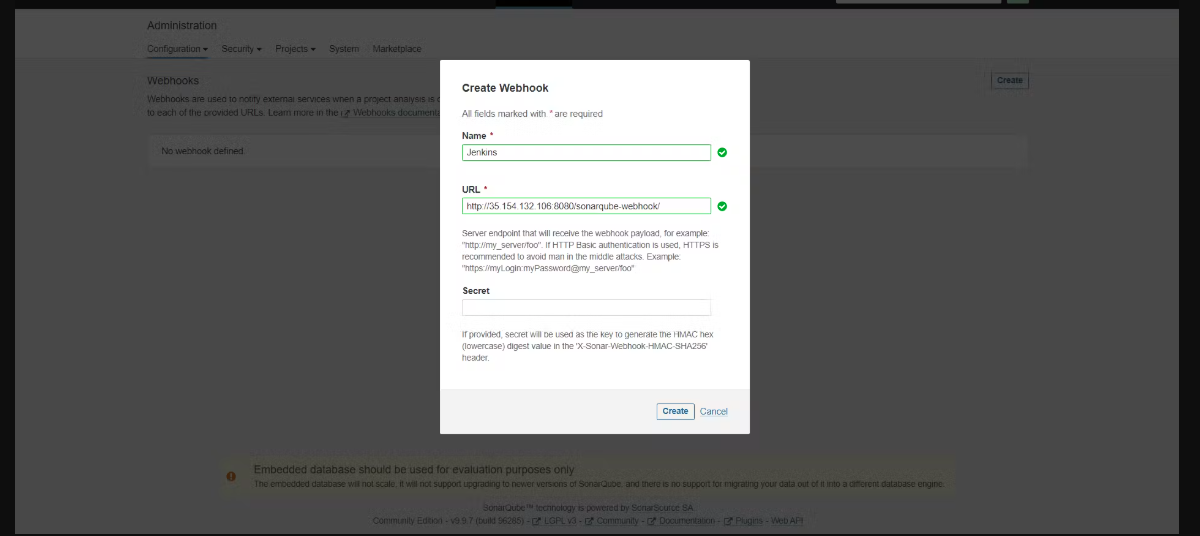 Administration
Configuration Security Projects System Marketplace
Webhooks
Create
Webhooks are used to notify external services when a project analysis is
to each of the provided URLs. Learn more in the Webhooks
No webhook defined.
Create Webhook
All fields marked with * are required
Name *
Jenkins
URL *
http://35.154.132.106:8080/sonarqube-webhook/
Server endpoint that will receive the webhook payload, for example:
"http://my_server/foo". If HTTP Basic authentication is used, HTTPS is
recommended to avoid man in the middle attacks. Example:
"https://myLogin:myPassword@my_server/foo"
Secret
If provided, secret will be used as the key to generate the HMAC hex
(lowercase) digest value in the 'X-Sonar-Webhook-HMAC-SHA256'
header.
Create Cancel
Embedded database should be used for evaluation purposes only
The embedded database will not scale, it will not support upgrading to newer versions of SonarQube, and there is no support for migrating your data out of it into a different database engine.
SonarQube™ technology is powered by SonarSource SA
Community Edition - v9.9.7 (build 96285) - LGPL v3 - Community - Documentation - Plugins - Web API